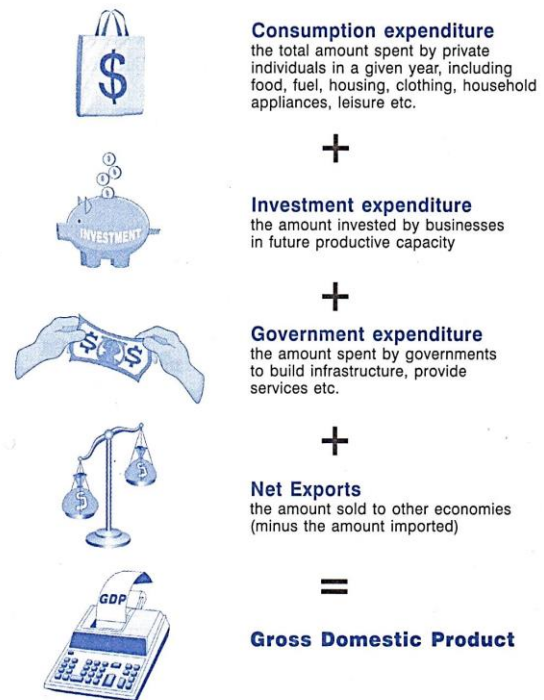 $
Consumption expenditure
the total amount spent by private
individuals in a given year, including
food, fuel, housing, clothing, household
appliances, leisure etc.
+
INVESTMENT
Investment expenditure
the amount invested by businesses
in future productive capacity
+
$ $
Government expenditure
the amount spent by governments
to build infrastructure, provide
services etc.
+
$ $
Net Exports
the amount sold to other economies
(minus the amount imported)
=
GDP
Gross Domestic Product